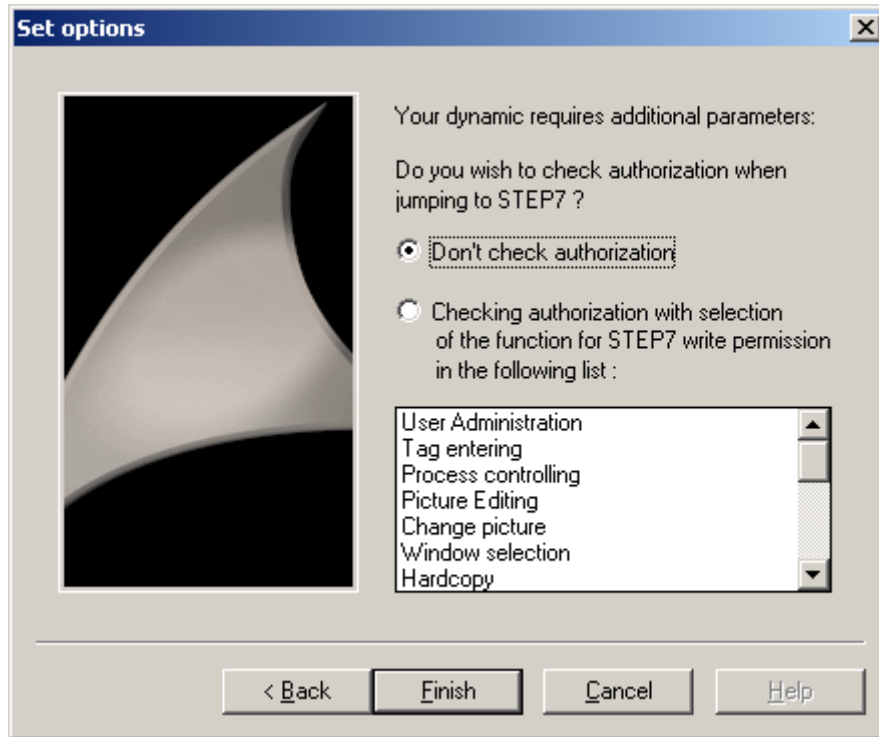 Set options
Your dynamic requires additional parameters:
Do you wish to check authorization when
jumping to STEP7 ?
Don't check authorization
Checking authorization with selection
of the function for STEP7 write permission
in the following list :
User Administration
Tag entering
Process controlling
Picture Editing
Change picture
Window selection
Hardcopy
< Back
Finish
Cancel
Help